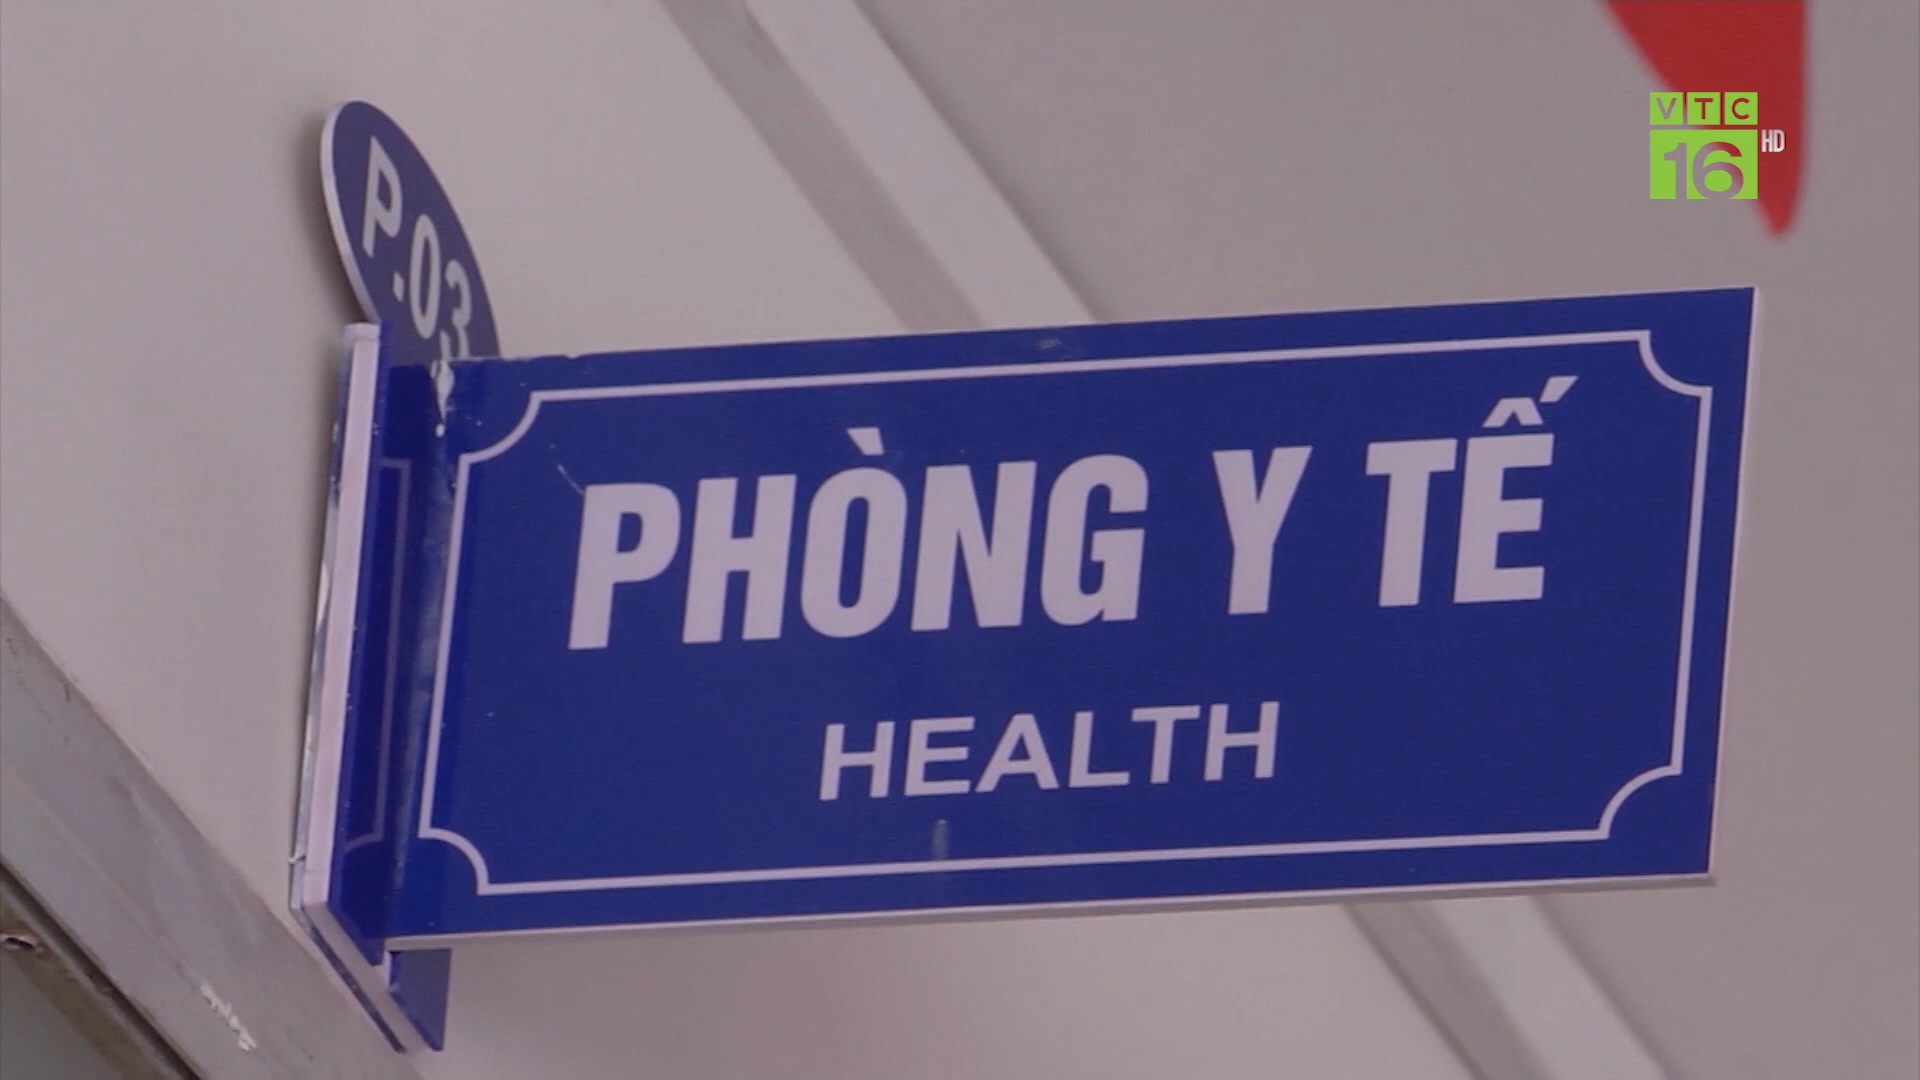 VTC
16 HD
P.03
PHÒNG Y TẾ
HEALTH